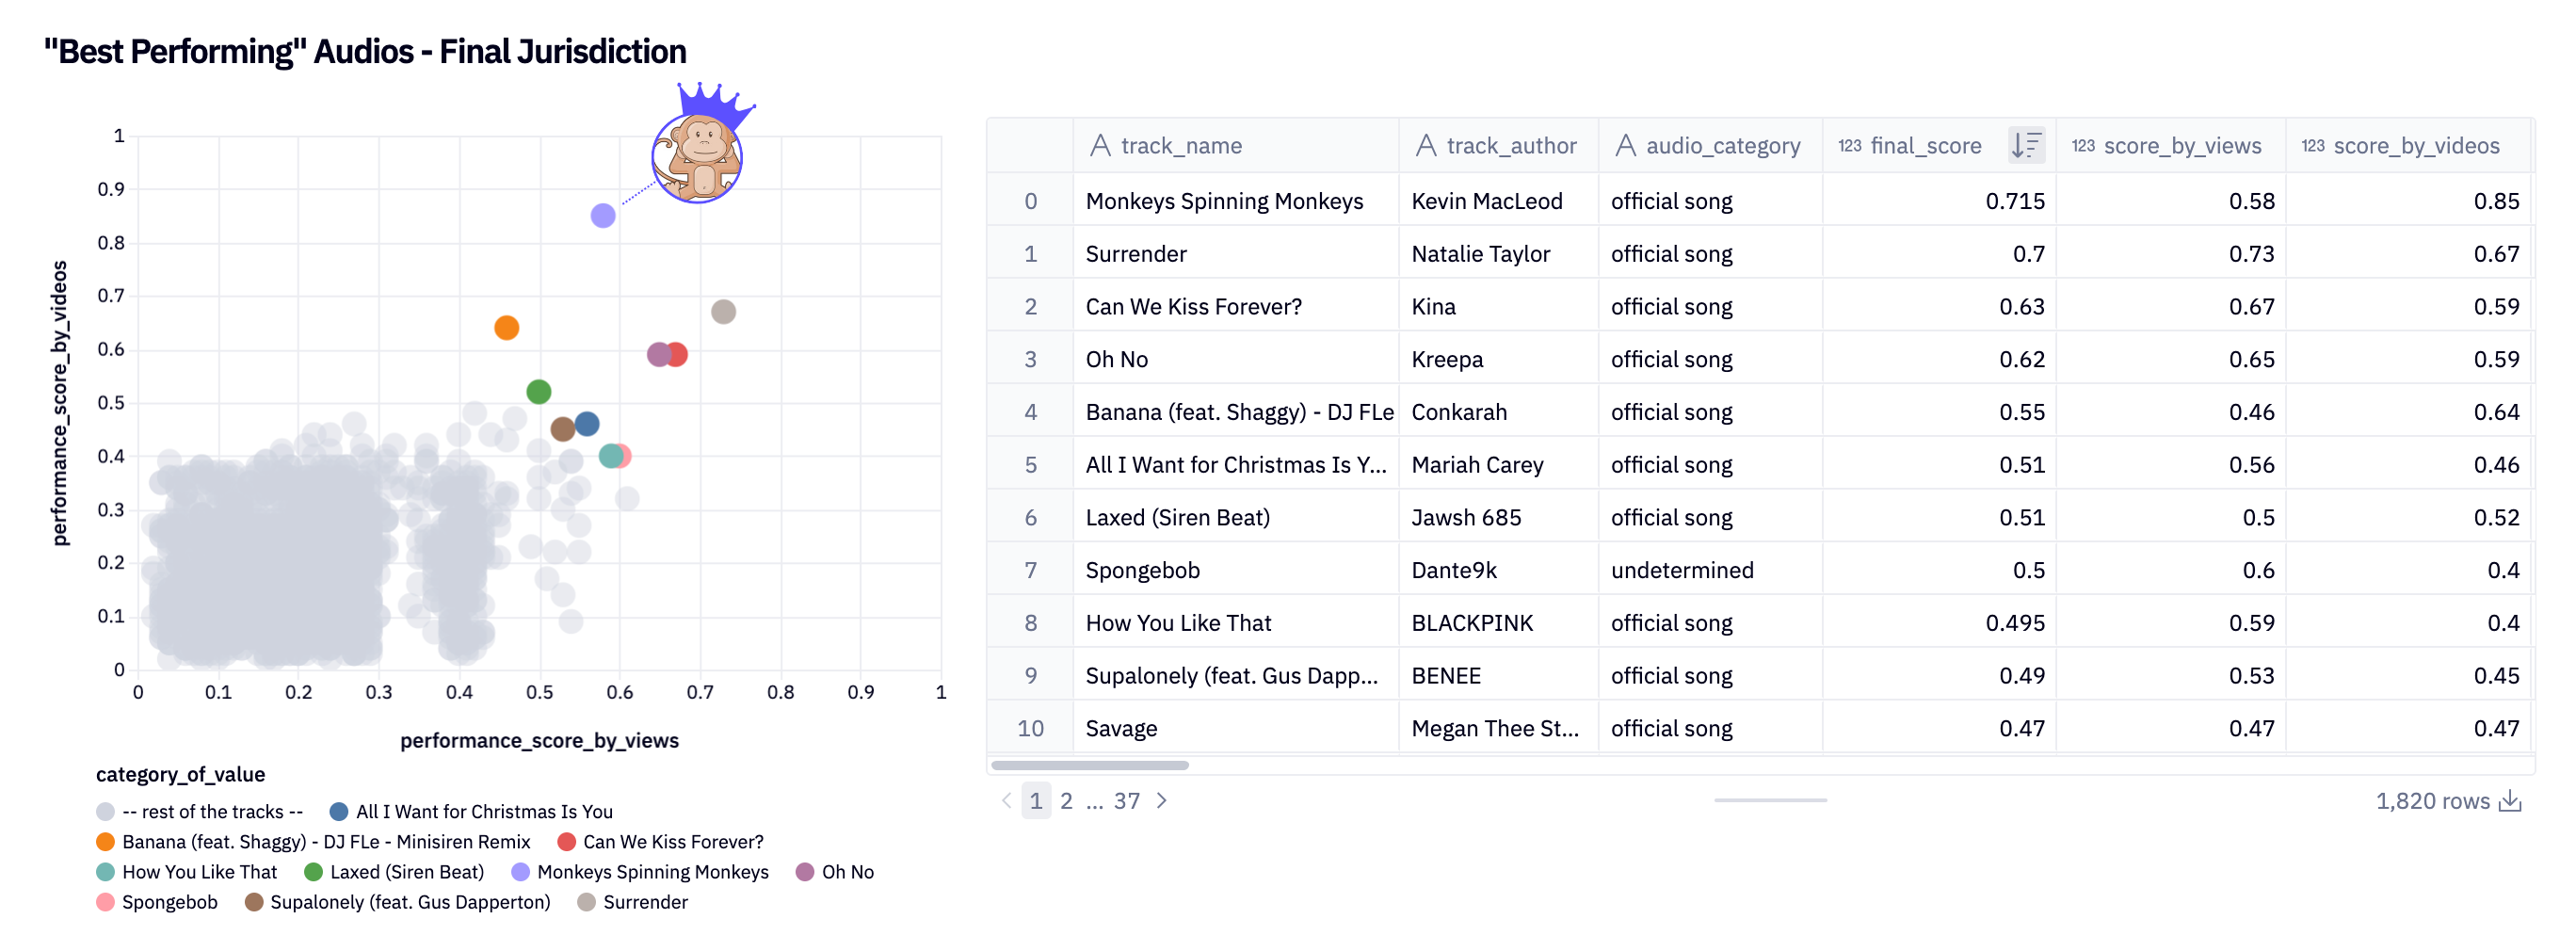 "Best Performing" Audios - Final Jurisdiction
performance_score_by_videos
1
0.9
0.8
0.7
0.6
0.5
0.4
0.3
0.2
0.1
0
0 0.1 0.2 0.3 0.4 0.5 0.6 0.7 0.8 0.9 1
performance_score_by_views
category_of_value
-- rest of the tracks -- All I Want for Christmas Is You
Banana (feat. Shaggy) - DJ FLe - Minisiren Remix Can We Kiss Forever?
How You Like That Laxed (Siren Beat) Monkeys Spinning Monkeys Oh No
Spongebob Supalonely (feat. Gus Dapperton) Surrender
A track_name A track_author A audio_category 123 final_score 123 score_by_views 123 score_by_videos
0 Monkeys Spinning Monkeys Kevin MacLeod official song 0.715 0.58 0.85
1 Surrender Natalie Taylor official song 0.7 0.73 0.67
2 Can We Kiss Forever? Kina official song 0.63 0.67 0.59
3 Oh No Kreepa official song 0.62 0.65 0.59
4 Banana (feat. Shaggy) - DJ FLe Conkarah official song 0.55 0.46 0.64
5 All I Want for Christmas Is Y... Mariah Carey official song 0.51 0.56 0.46
6 Laxed (Siren Beat) Jawsh 685 official song 0.51 0.5 0.52
7 Spongebob Dante9k undetermined 0.5 0.6 0.4
8 How You Like That BLACKPINK official song 0.495 0.59 0.4
9 Supalonely (feat. Gus Dapp... BENEE official song 0.49 0.53 0.45
10 Savage Megan Thee St... official song 0.47 0.47 0.47
1 2 ... 37 1,820 rows